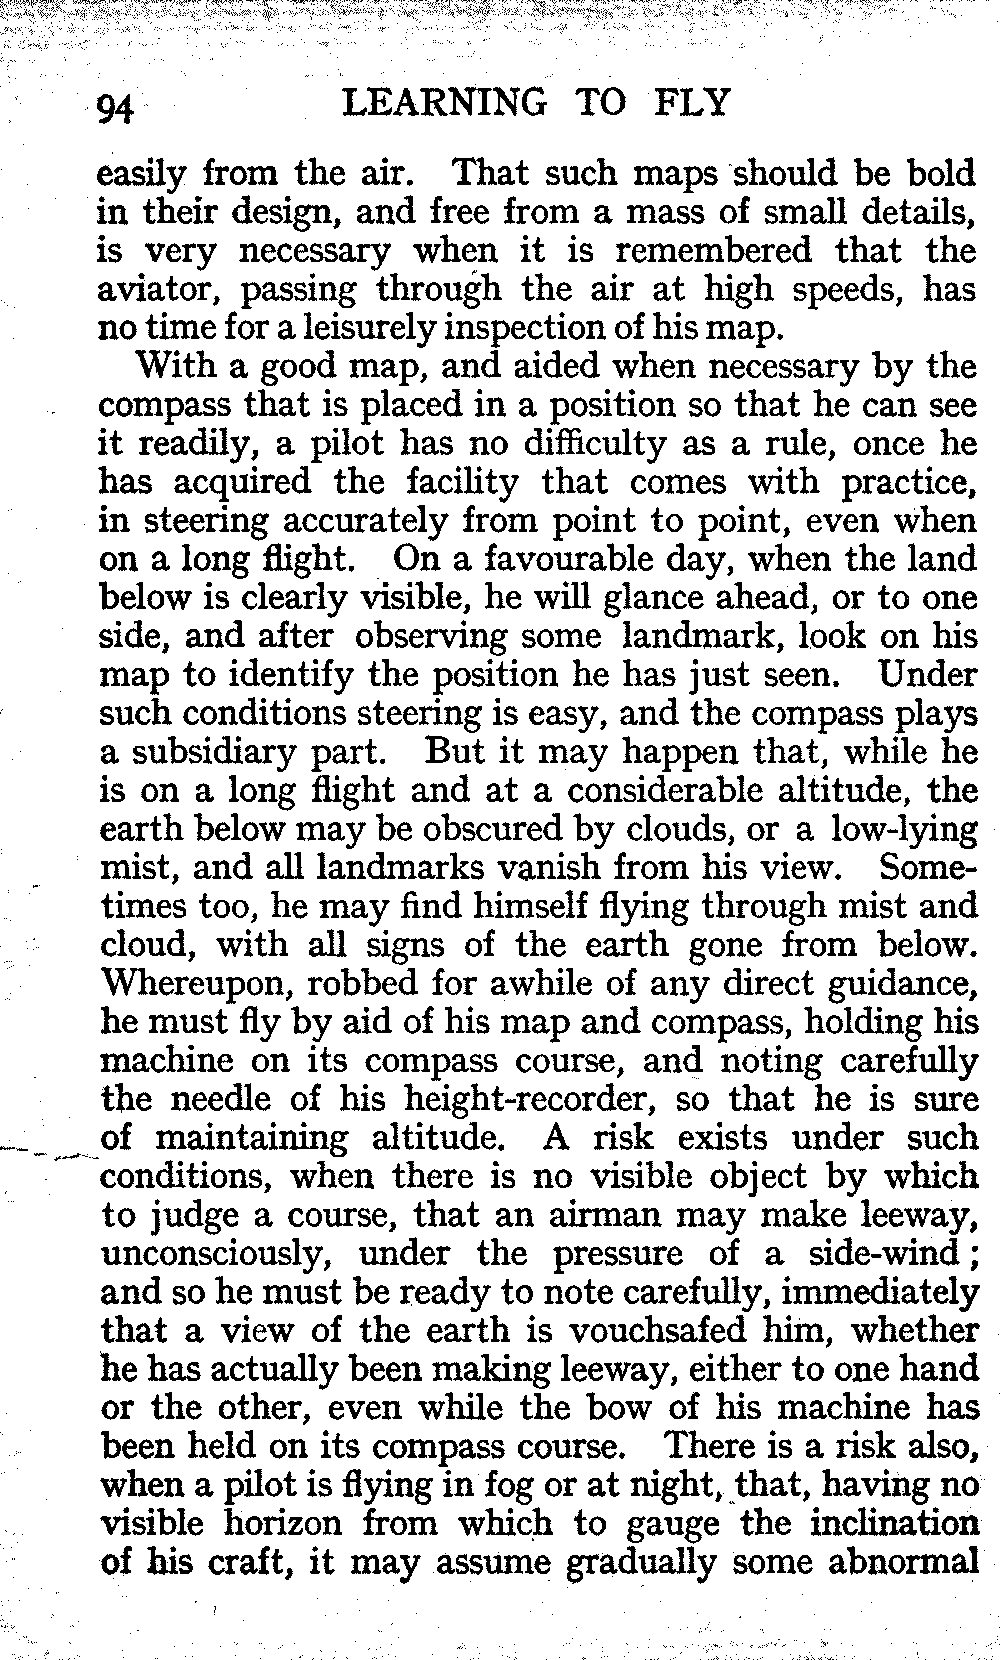 94 LEARNING TO FLY
easily from the air. That such maps should be bold
in their design, and free from a mass of small details,
is very necessary when it is remembered that the
aviator, passing through the air at high speeds, has
no time for a leisurely inspection of his map.
With a good map, and aided when necessary by the
compass that is placed in a position so that he can see
it readily, a pilot has no difficulty as a rule, once he
has acquired the facility that comes with practice,
in steering accurately from point to point, even when
on a long flight. On a favourable day, when the land
below is clearly visible, he will glance ahead, or to one
side, and after observing some landmark, look on his
map to identify the position he has just seen. Under
such conditions steering is easy, and the compass plays
a subsidiary part. But it may happen that, while he
is on a long flight and at a considerable altitude, the
earth below may be obscured by clouds, or a low-lying
mist, and all landmarks vanish from his view. Some-
times too, he may find himself flying through mist and
cloud, with all signs of the earth gone from below.
Whereupon, robbed for awhile of any direct guidance,
he must fly by aid of his map and compass, holding his
machine on its compass course, and noting carefully
the needle of his height-recorder, so that he is sure
of maintaining altitude. A risk exists under such
conditions, when there is no visible object by which
to judge a course, that an airman may make leeway,
unconsciously, under the pressure of a side-wind ;
and so he must be ready to note carefully, immediately
that a view of the earth is vouchsafed him, whether
he has actually been making leeway, either to one hand
or the other, even while the bow of his machine has
been held on its compass course. There is a risk also,
when a pilot is flying in fog or at night, that, having no
visible horizon from which to gauge the inclination
of his craft, it may assume gradually some abnormal